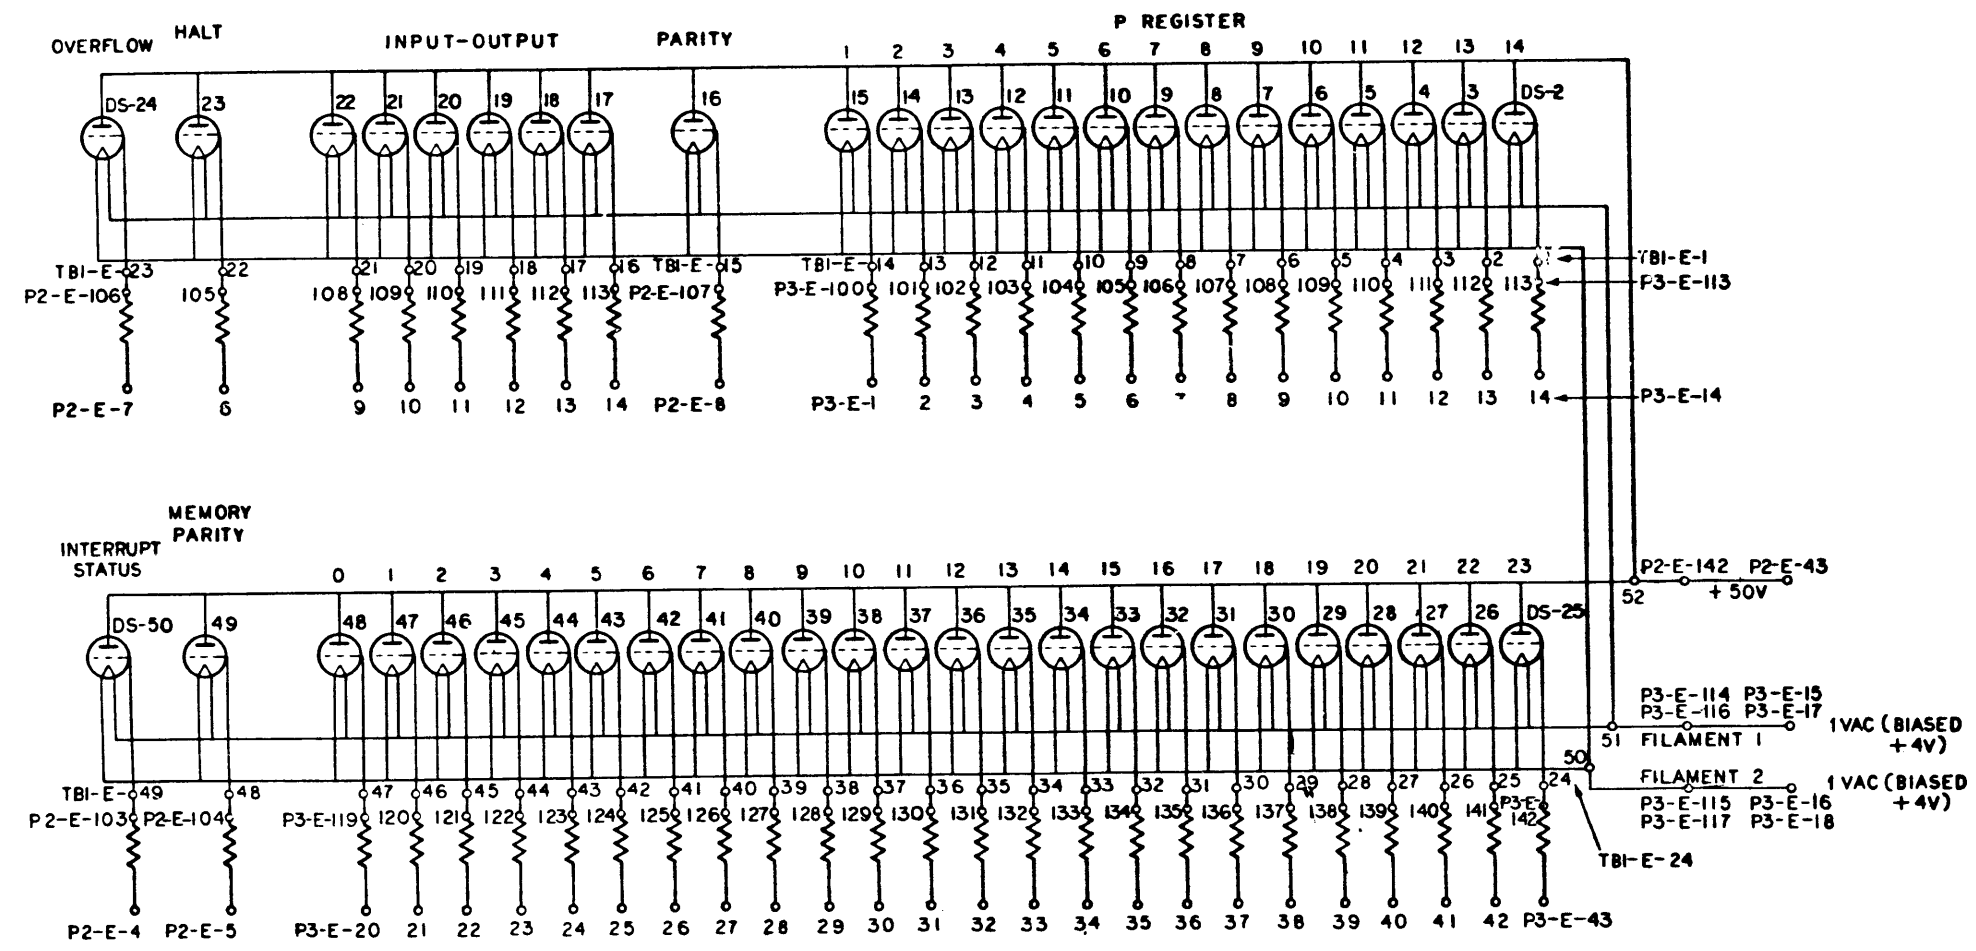 P REGISTER
OVERFLOW HALT INPUT-OUTPUT PARITY
1 2 3 4 5 6 7 8 9 10 11 12 13 14
DS-24 23 22 21 20 19 18 17 16 15 14 13 12 11 10 9 8 7 6 5 4 3 DS-2
TB1-E-23 22 21 20 19 18 17 16 TB1-E-15 TB1-E-14 13 12 11 10 9 8 7 6 5 4 3 2 TB1-E-1
P2-E-106 105 108 109 110 111 112 113 P2-E-107 P3-E-100 101 102 103 104 105 106 107 108 109 110 111 112 113 P3-E-113
P2-E-7 6 9 10 11 12 13 14 P2-E-8 P3-E-1 2 3 4 5 6 7 8 9 10 11 12 13 14 P3-E-14
MEMORY
PARITY
INTERRUPT
STATUS
0 1 2 3 4 5 6 7 8 9 10 11 12 13 14 15 16 17 18 19 20 21 22 23
P2-E-142 P2-E-43
52 +50V
DS-50 49 48 47 46 45 44 43 42 41 40 39 38 37 36 35 34 33 32 31 30 29 28 27 26 DS-25
P3-E-114 P3-E-15
P3-E-116 P3-E-17
51 FILAMENT 1
1 VAC (BIASED
+4V)
50
FILAMENT 2
1 VAC (BIASED
+4V)
P3-E-115 P3-E-16
P3-E-117 P3-E-18
TB1-E-49 48 47 46 45 44 43 42 41 40 39 38 37 36 35 34 33 32 31 30 29 28 27 26 25 24
P2-E-103 P2-E-104 P3-E-119 120 121 122 123 124 125 126 127 128 129 130 131 132 133 134 135 136 137 138 139 140 141 P3-E-
142
TB1-E-24
P2-E-4 P2-E-5 P3-E-20 21 22 23 24 25 26 27 28 29 30 31 32 33 34 35 36 37 38 39 40 41 42 P3-E-43